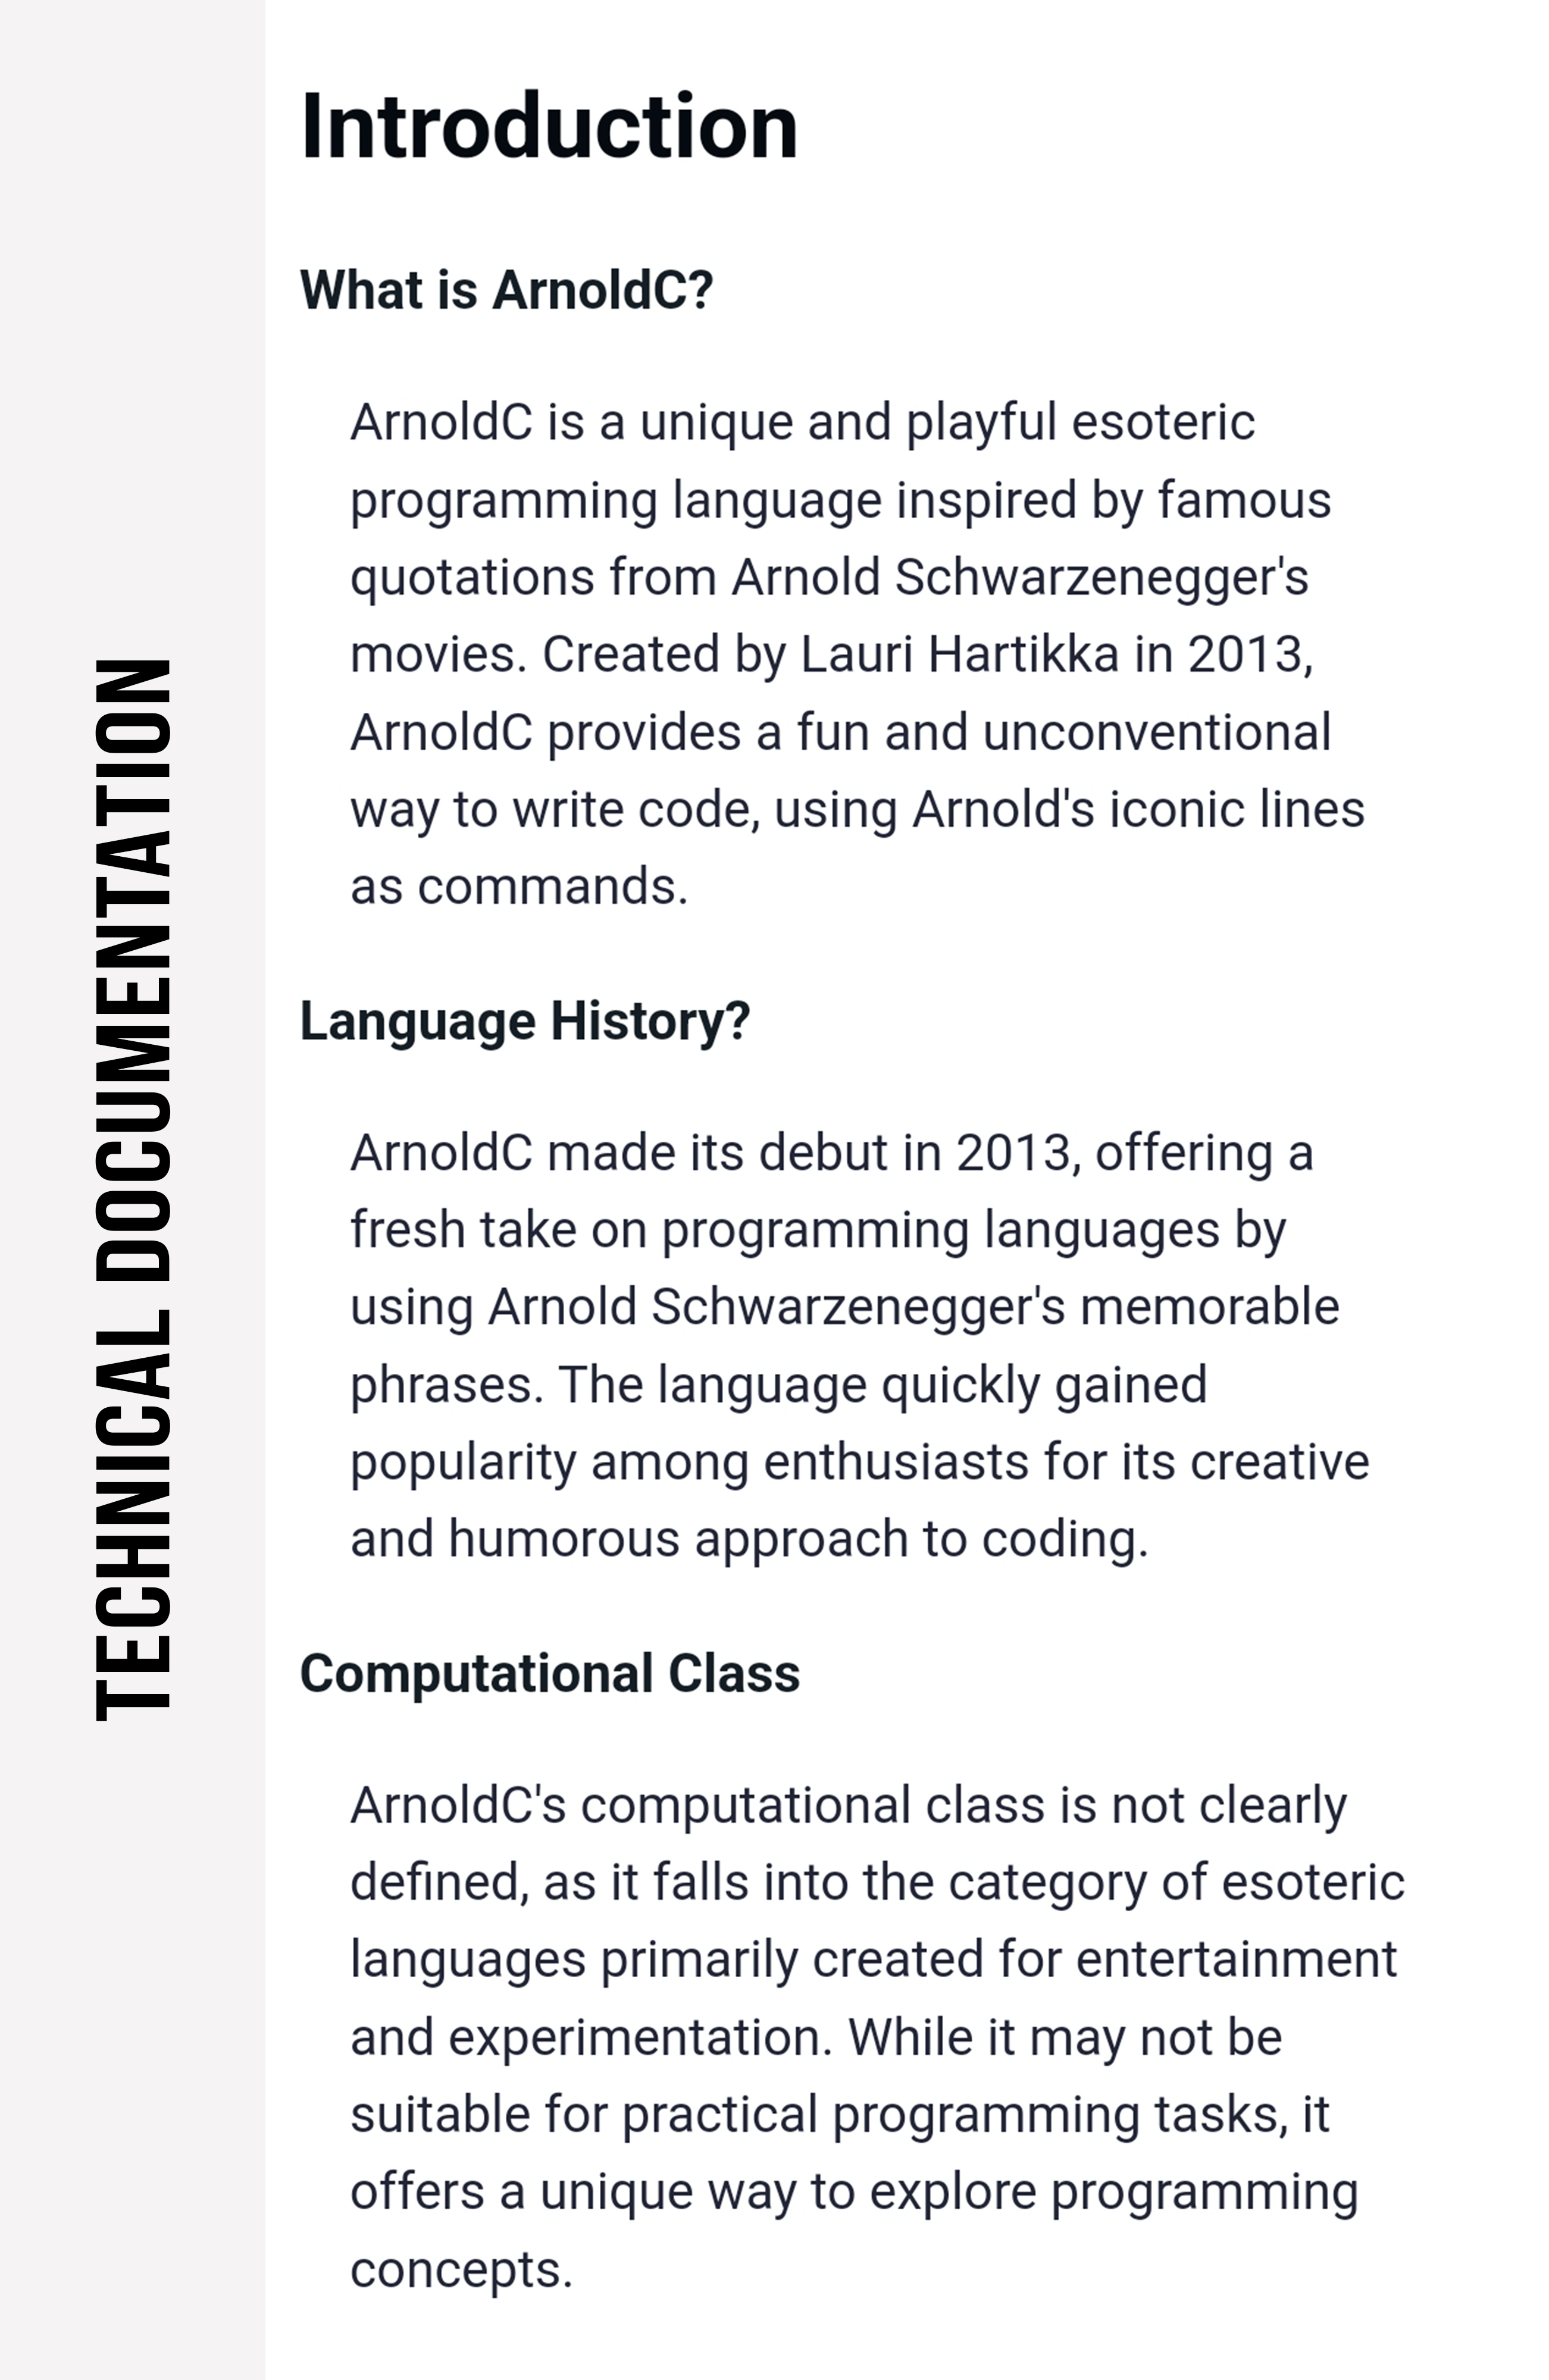 TECHNICAL DOCUMENTATION
Introduction
What is ArnoldC?
ArnoldC is a unique and playful esoteric
programming language inspired by famous
quotations from Arnold Schwarzenegger's
movies. Created by Lauri Hartikka in 2013,
ArnoldC provides a fun and unconventional
way to write code, using Arnold's iconic lines
as commands.
Language History?
ArnoldC made its debut in 2013, offering a
fresh take on programming languages by
using Arnold Schwarzenegger's memorable
phrases. The language quickly gained
popularity among enthusiasts for its creative
and humorous approach to coding.
Computational Class
ArnoldC's computational class is not clearly
defined, as it falls into the category of esoteric
languages primarily created for entertainment
and experimentation. While it may not be
suitable for practical programming tasks, it
offers a unique way to explore programming
concepts.